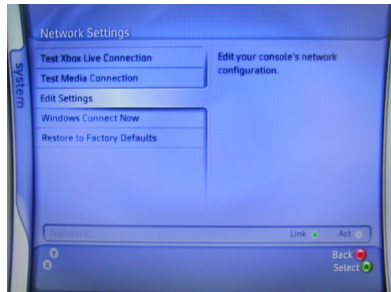 Network Settings
system
Test Xbox Live Connection
Test Media Connection
Edit Settings
Windows Connect Now
Restore to Factory Defaults
Edit your console's network
configuration.
Network:
Link
Act
Back
Select